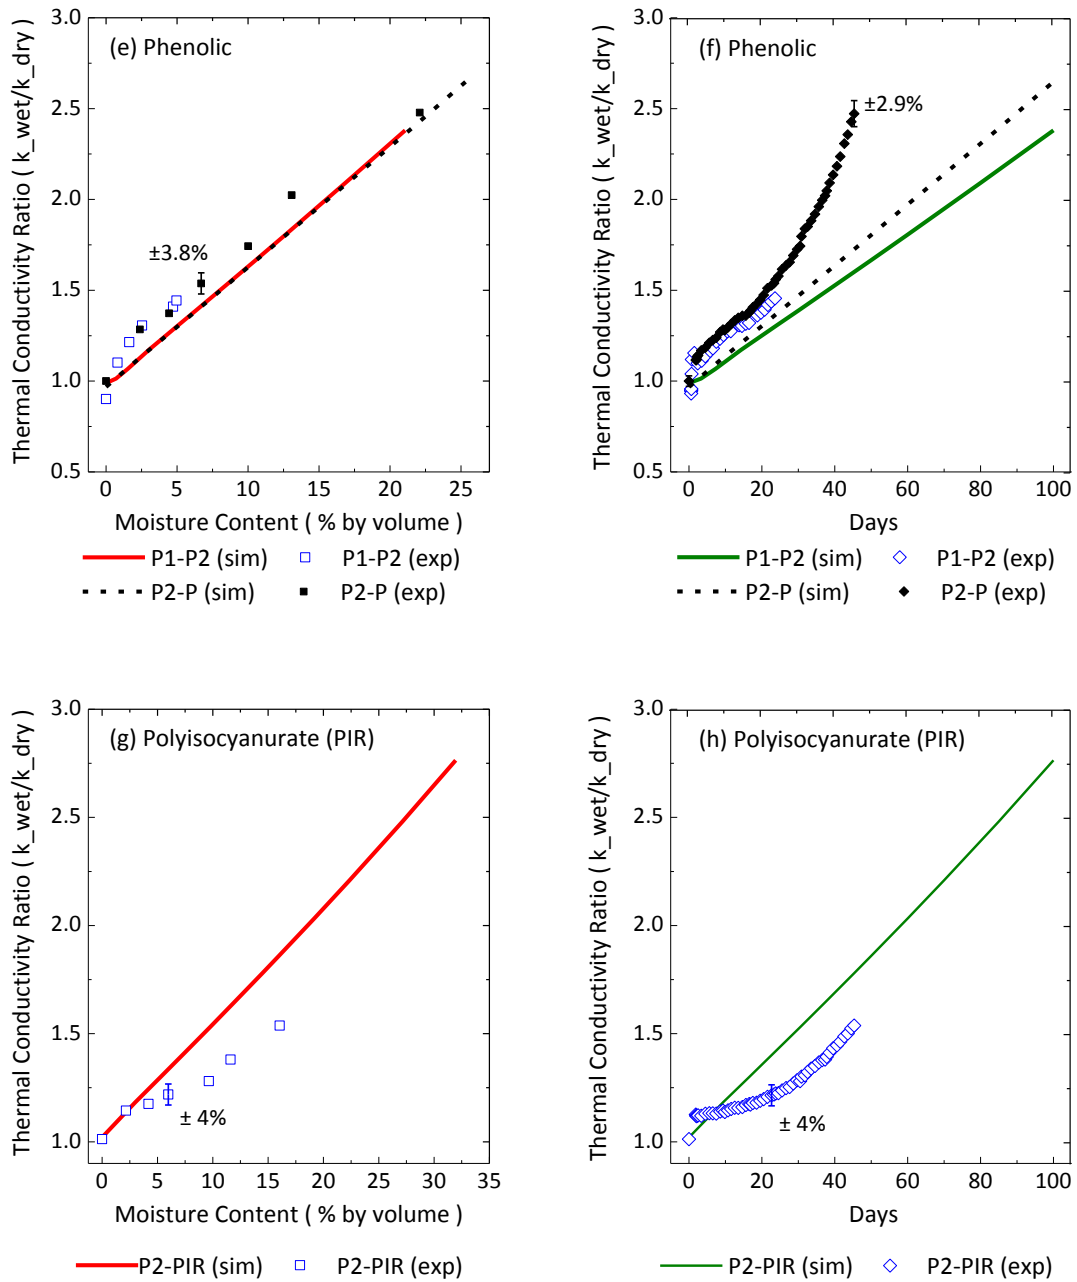 (e) Phenolic
Thermal Conductivity Ratio ( k_wet/k_dry )
3.0
2.5
2.0
1.5
1.0
0.5
±3.8%
0 5 10 15 20 25
Moisture Content ( % by volume )
P1-P2 (sim) P1-P2 (exp)
P2-P (sim) P2-P (exp)
(f) Phenolic
Thermal Conductivity Ratio ( k_wet/k_dry )
3.0
2.5
2.0
1.5
1.0
0.5
±2.9%
0 20 40 60 80 100
Days
P1-P2 (sim) P1-P2 (exp)
P2-P (sim) P2-P (exp)
(g) Polyisocyanurate (PIR)
Thermal Conductivity Ratio ( k_wet/k_dry )
3.0
2.5
2.0
1.5
1.0
± 4%
0 5 10 15 20 25 30 35
Moisture Content ( % by volume )
P2-PIR (sim) P2-PIR (exp)
(h) Polyisocyanurate (PIR)
Thermal Conductivity Ratio ( k_wet/k_dry )
3.0
2.5
2.0
1.5
1.0
± 4%
0 20 40 60 80 100
Days
P2-PIR (sim) P2-PIR (exp)